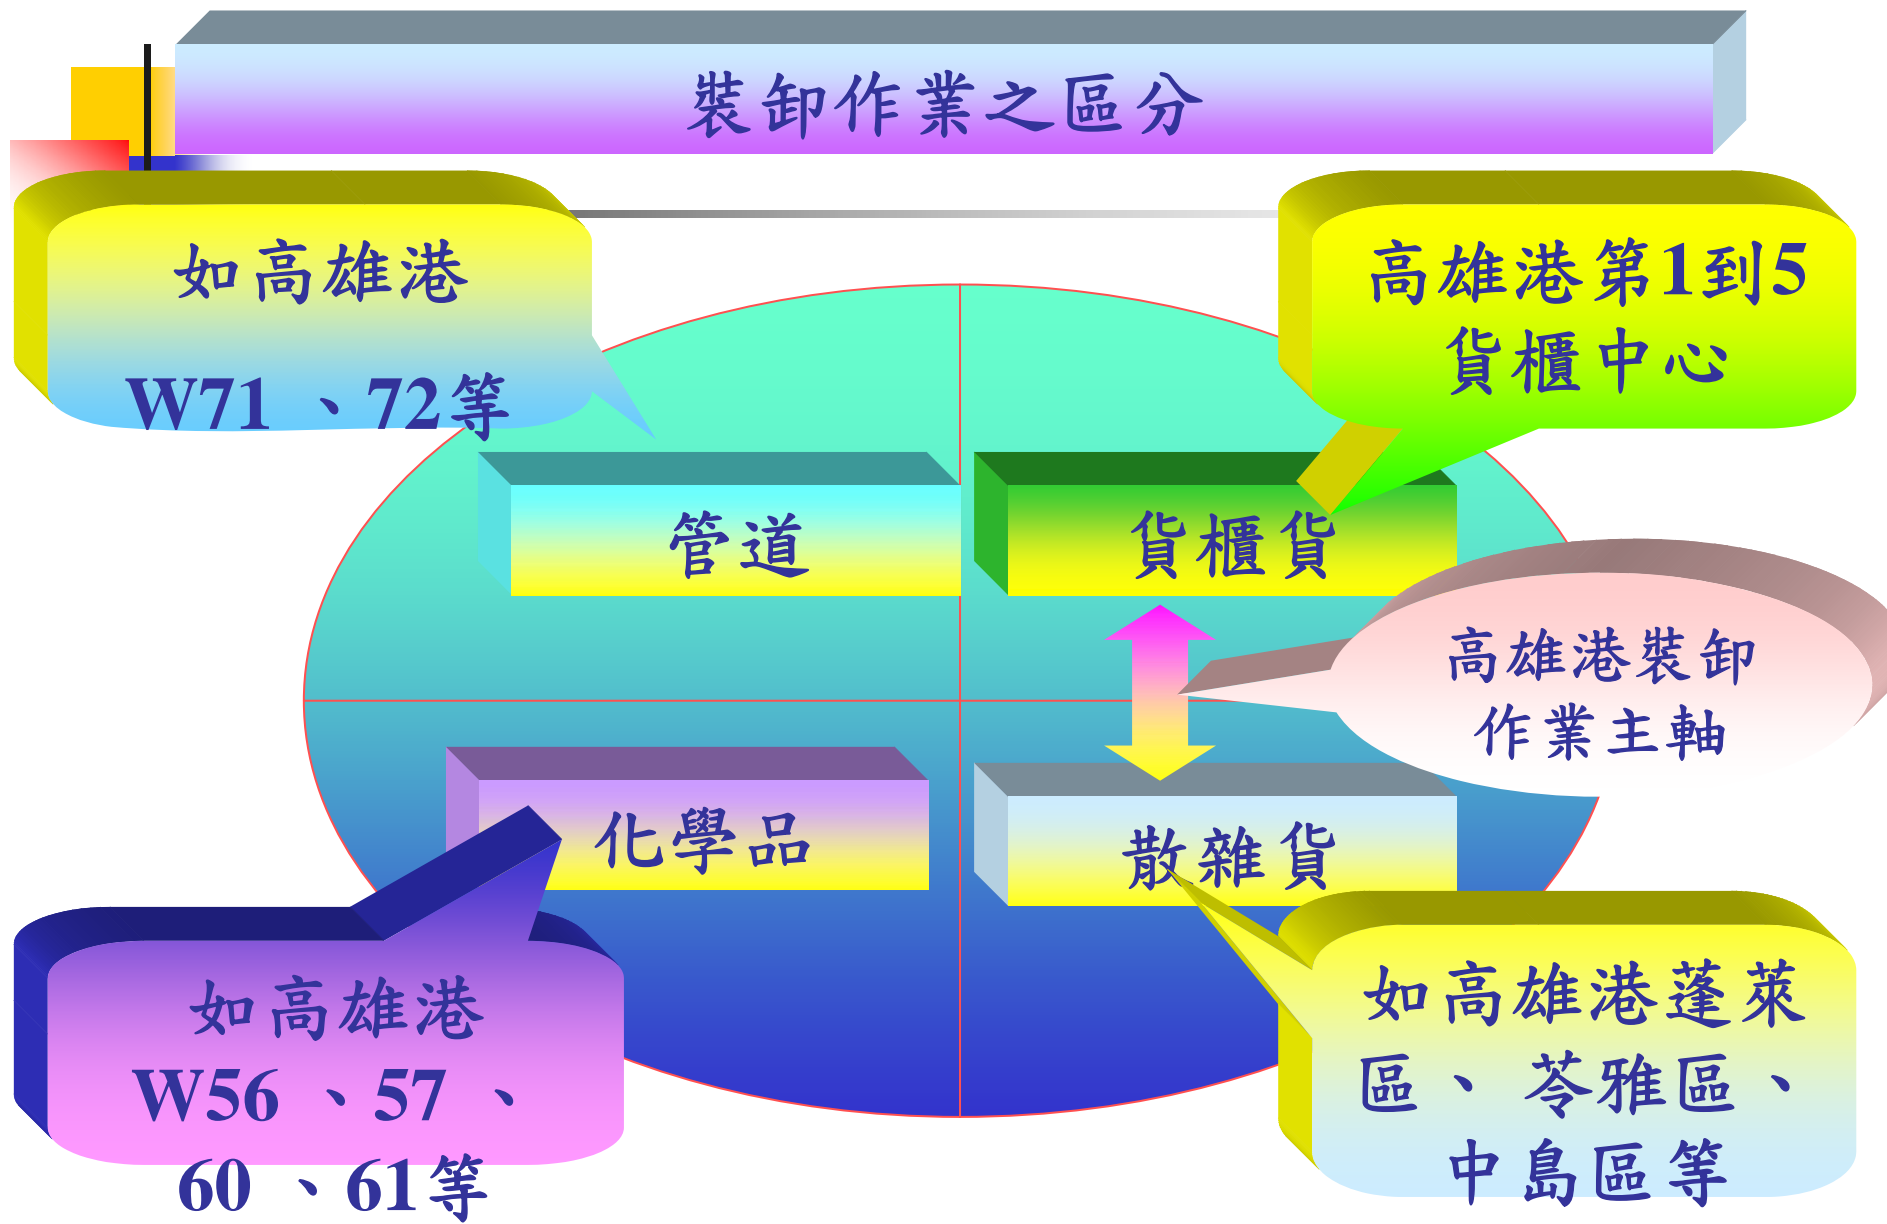 裝卸作業之區分
如高雄港
W71 、72等
高雄港第1到5
貨櫃中心
管道
貨櫃貨
高雄港裝卸
作業主軸
化學品
散雜貨
如高雄港
W56 、57 、
60 、61等
如高雄港蓬萊
區、 苓雅區、
中島區等